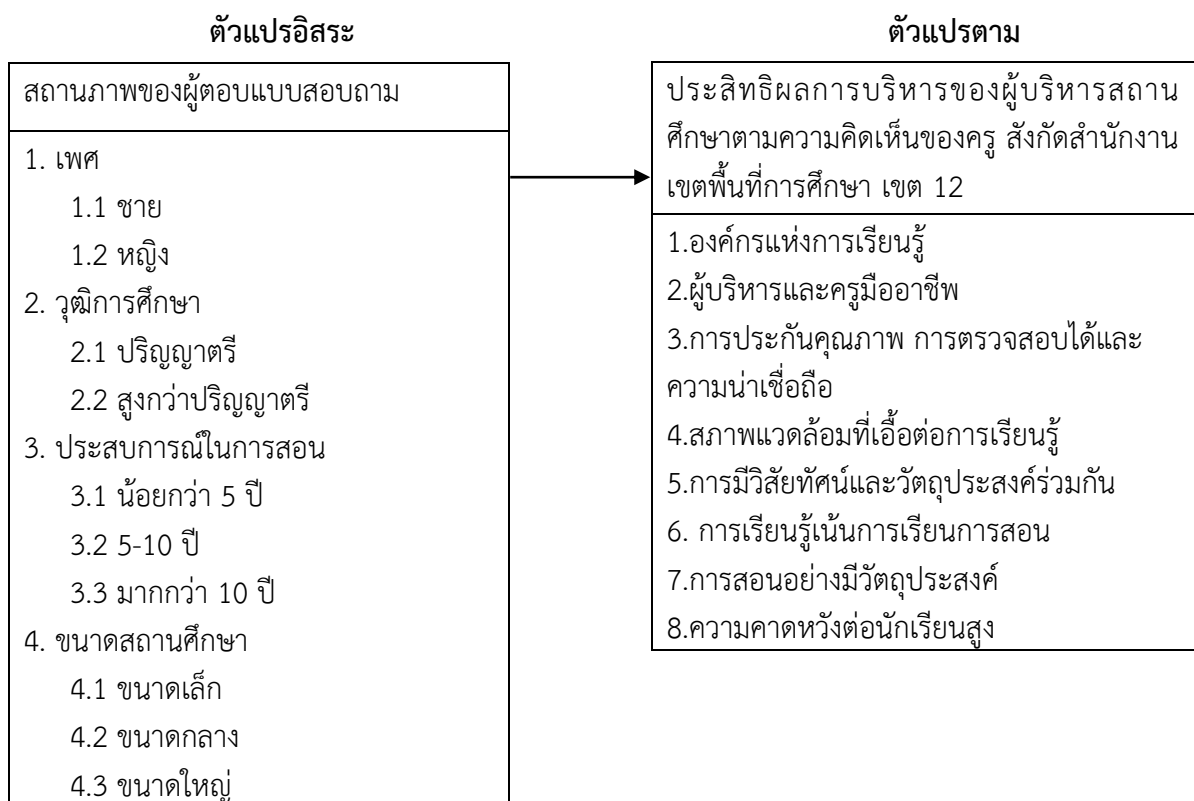 ตัวแปรอิสระ
สถานภาพของผู้ตอบแบบสอบถาม
1. เพศ
1.1 ชาย
1.2 หญิง
2. วุฒิการศึกษา
2.1 ปริญญาตรี
2.2 สูงกว่าปริญญาตรี
3. ประสบการณ์ในการสอน
3.1 น้อยกว่า 5 ปี
3.2 5-10 ปี
3.3 มากกว่า 10 ปี
4. ขนาดสถานศึกษา
4.1 ขนาดเล็ก
4.2 ขนาดกลาง
4.3 ขนาดใหญ่
ตัวแปรตาม
ประสิทธิผลการบริหารของผู้บริหารสถาน
ศึกษาตามความคิดเห็นของครู สังกัดสำนักงาน
เขตพื้นที่การศึกษา เขต 12
1.องค์กรแห่งการเรียนรู้
2.ผู้บริหารและครูมืออาชีพ
3.การประกันคุณภาพ การตรวจสอบได้และ
ความน่าเชื่อถือ
4.สภาพแวดล้อมที่เอื้อต่อการเรียนรู้
5.การมีวิสัยทัศน์และวัตถุประสงค์ร่วมกัน
6. การเรียนรู้เน้นการเรียนการสอน
7.การสอนอย่างมีวัตถุประสงค์
8.ความคาดหวังต่อนักเรียนสูง